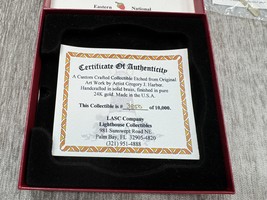 Eastern National
Certificate Of Authenticity
A Custom Crafted Collectible Etched from Original
Art Work by Artist Gregory J. Harbor.
Handcrafted in solid brass, finished in pure
24K gold. Made in the U.S.A.
This Collectible is # of 10,000.
LASC Company
Lighthouse Collectibles
981 Sunswept Road NE.
Palm Bay, FL 32905-4820
(321) 951-4888